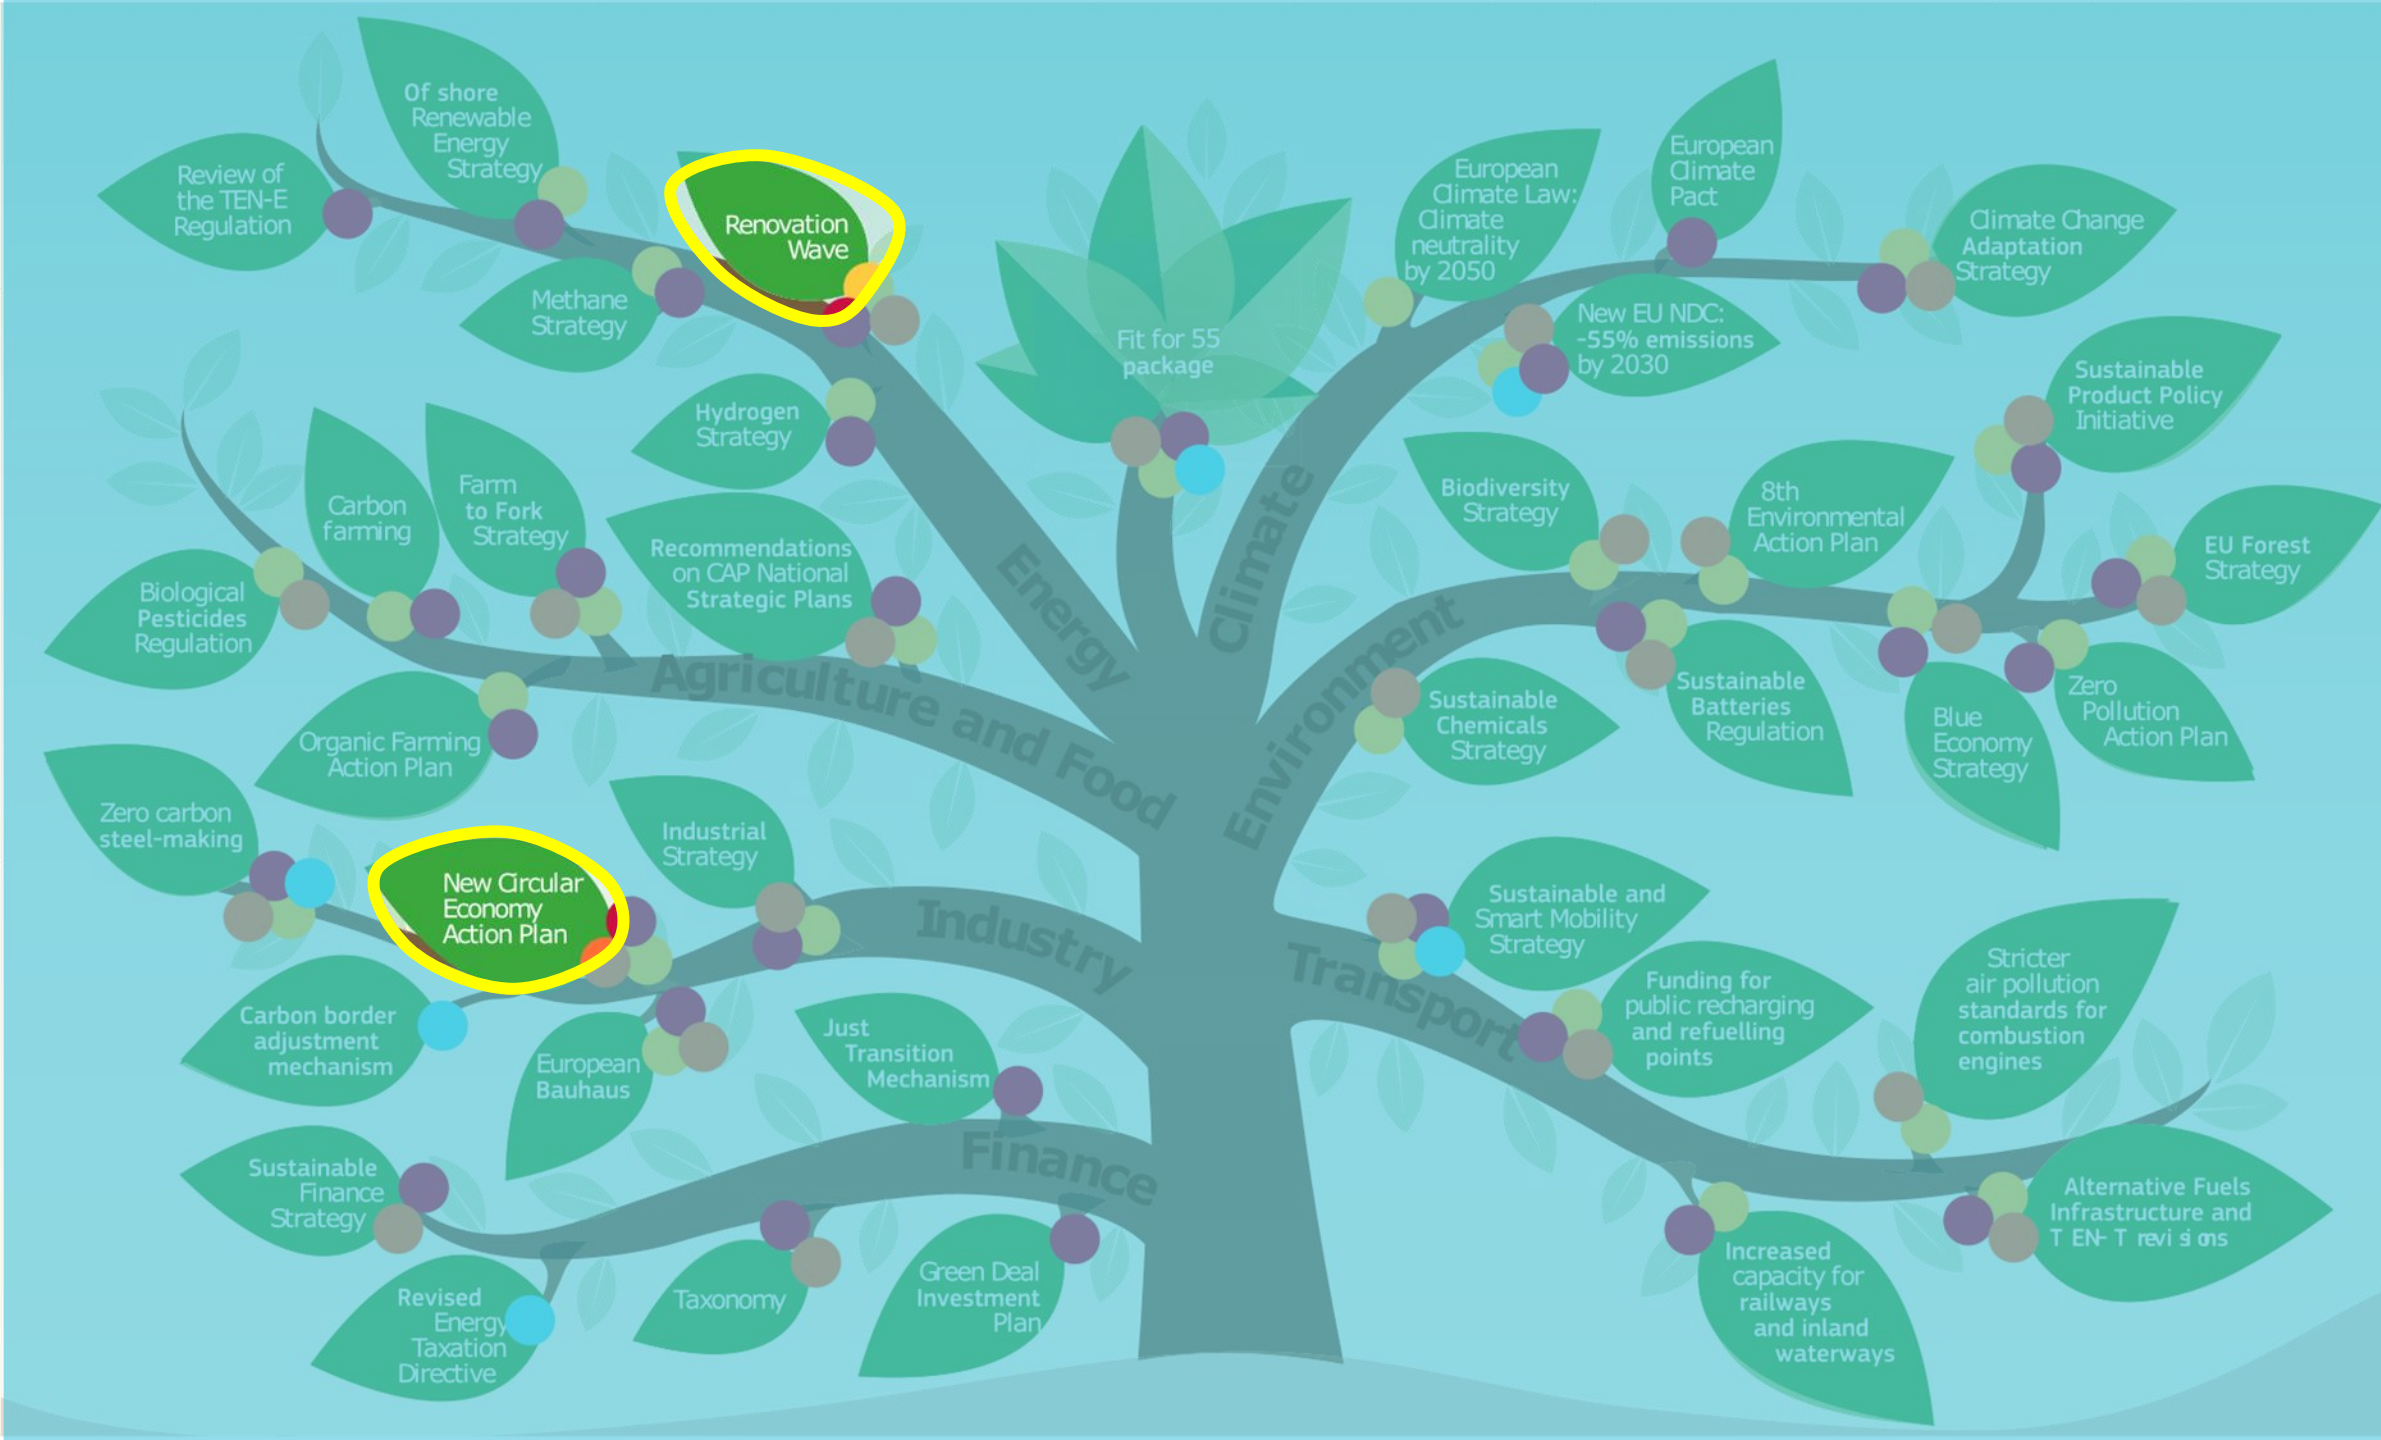 Of shore
Renewable
Energy
Strategy
Review of
the TEN-E
Regulation
Renovation
Wave
Methane
Strategy
Hydrogen
Strategy
Energy
Fit for 55
package
European
Climate Law:
Climate
neutrality
by 2050
European
Climate
Pact
Climate Change
Adaptation
Strategy
New EU NDC:
-55% emissions
by 2030
Climate
Carbon
farming
Farm
to Fork
Strategy
Recommendations
on CAP National
Strategic Plans
Biological
Pesticides
Regulation
Organic Farming
Action Plan
Agriculture and Food
Sustainable
Product Policy
Initiative
Biodiversity
Strategy
8th
Environmental
Action Plan
EU Forest
Strategy
Sustainable
Chemicals
Strategy
Sustainable
Batteries
Regulation
Blue
Economy
Strategy
Zero
Pollution
Action Plan
Environment
Zero carbon
steel-making
New Circular
Economy
Action Plan
Industrial
Strategy
Carbon border
adjustment
mechanism
European
Bauhaus
Industry
Sustainable and
Smart Mobility
Strategy
Funding for
public recharging
and refuelling
points
Stricter
air pollution
standards for
combustion
engines
Transport
Increased
capacity for
railways
and inland
waterways
Alternative Fuels
Infrastructure and
T EN- T revi si ons
Just
Transition
Mechanism
Finance
Sustainable
Finance
Strategy
Revised
Energy
Taxation
Directive
Taxonomy
Green Deal
Investment
Plan